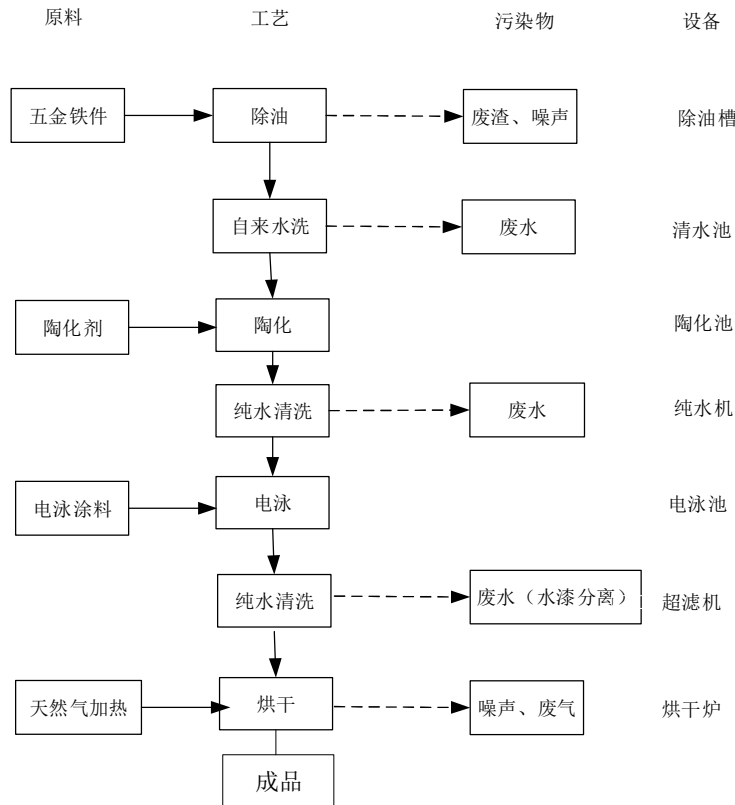 原料 工艺 污染物 设备
五金铁件 除油 废渣、噪声 除油槽
自来水洗 废水 清水池
陶化剂 陶化 陶化池
纯水清洗 废水 纯水机
电泳涂料 电泳 电泳池
纯水清洗 废水（水漆分离） 超滤机
天然气加热 烘干 噪声、废气 烘干炉
成品